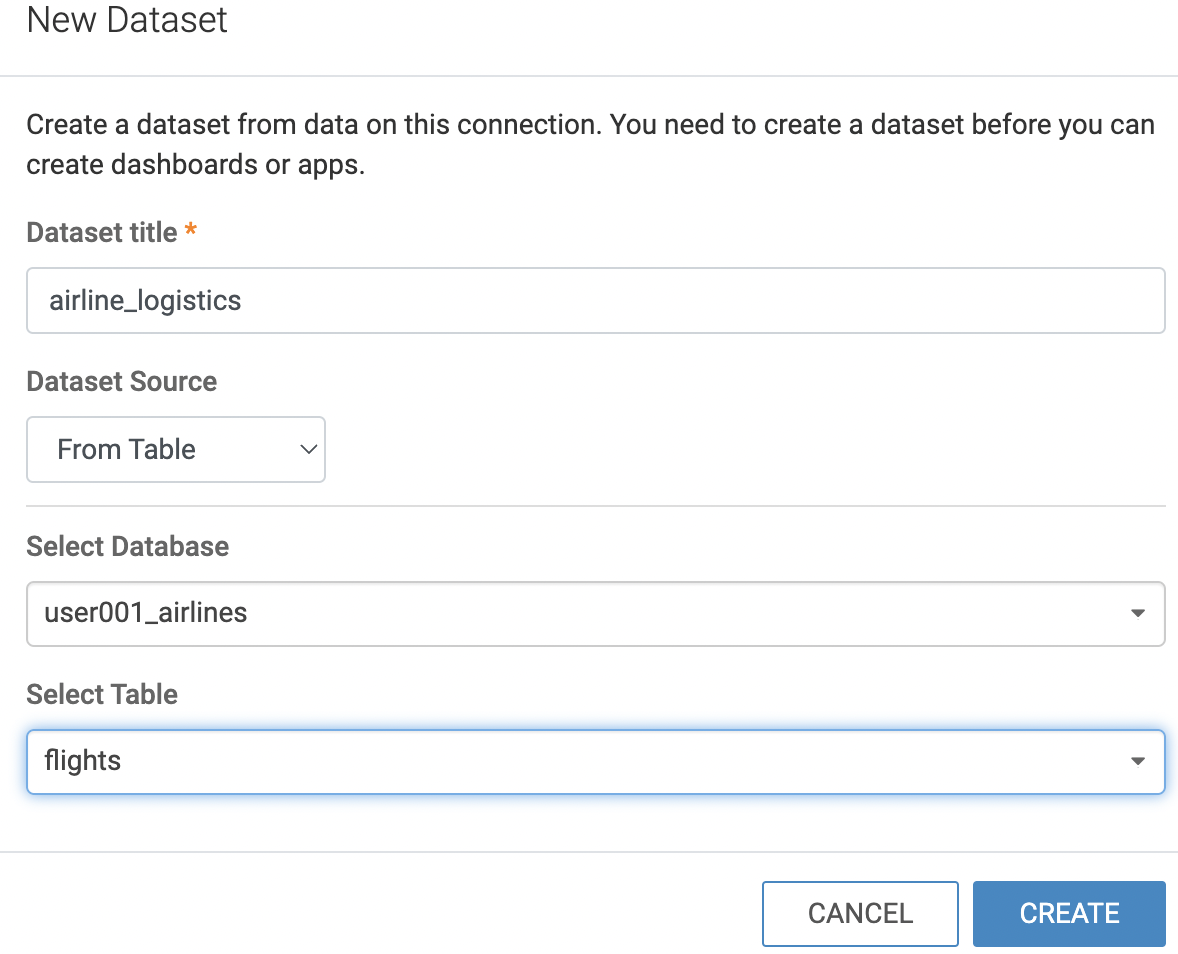 New Dataset
Create a dataset from data on this connection. You need to create a dataset before you can
create dashboards or apps.
Dataset title *
airline_logistics
Dataset Source
From Table
Select Database
user001_airlines
Select Table
flights
CANCEL
CREATE